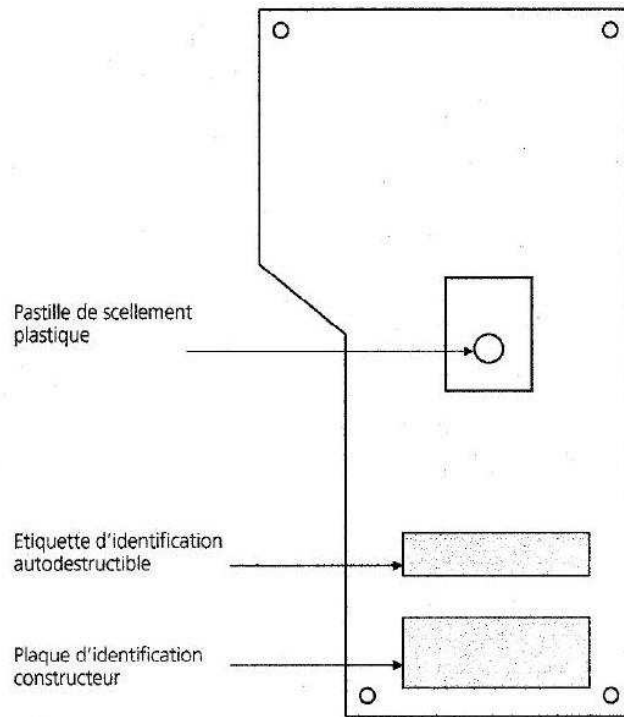 Pastille de scellement
plastique
Etiquette d'identification
autodestructible
Plaque d'identification
constructeur